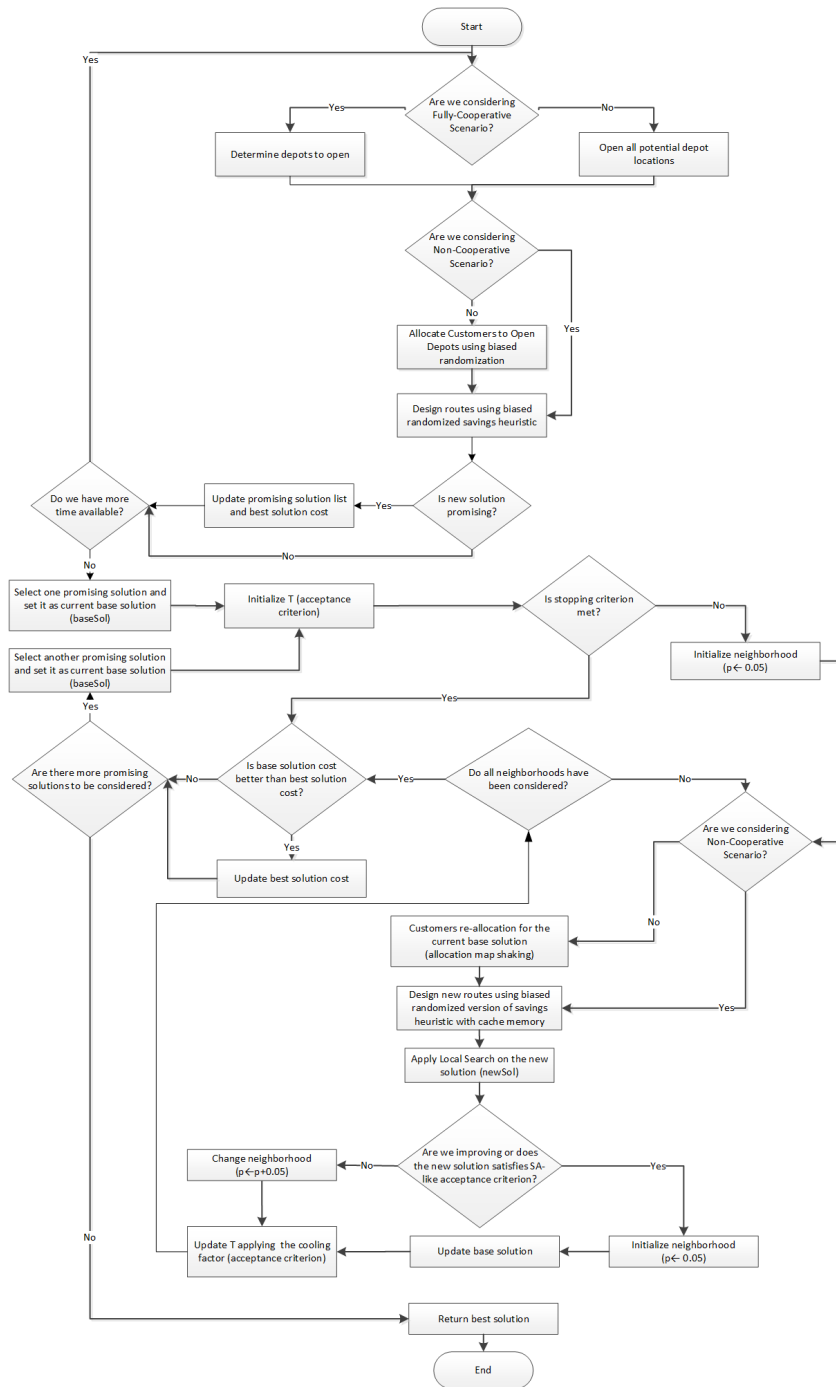 Start
Yes
Are we considering
Fully-Cooperative
Scenario?
Yes
No
Determine depots to open
Open all potential depot
locations
Are we considering
Non-Cooperative
Scenario?
No
Yes
Allocate Customers to Open
Depots using biased
randomization
Design routes using biased
randomized savings heuristic
Do we have more
time available?
Update promising solution list
and best solution cost
Yes
Is new solution
promising?
No
No
Select one promising solution and
set it as current base solution
(baseSol)
Initialize T (acceptance
criterion)
Is stopping criterion
met?
No
Select another promising solution
and set it as current base solution
(baseSol)
Initialize neighborhood
(p← 0.05)
Yes
Yes
Are there more promising
solutions to be considered?
No
Is base solution cost
better than best solution
cost?
Yes
Do all neighborhoods have
been considered?
No
Are we considering
Non-Cooperative
Scenario?
Yes
Update best solution cost
No
Customers re-allocation for the
current base solution
(allocation map shaking)
Design new routes using biased
randomized version of savings
heuristic with cache memory
Yes
Apply Local Search on the new
solution (newSol)
Are we improving or does
the new solution satisfies SA-
like acceptance criterion?
Change neighborhood
(p←p+0.05)
No
Yes
No
Update T applying  the cooling
factor (acceptance criterion)
Update base solution
Initialize neighborhood
(p← 0.05)
Return best solution
End